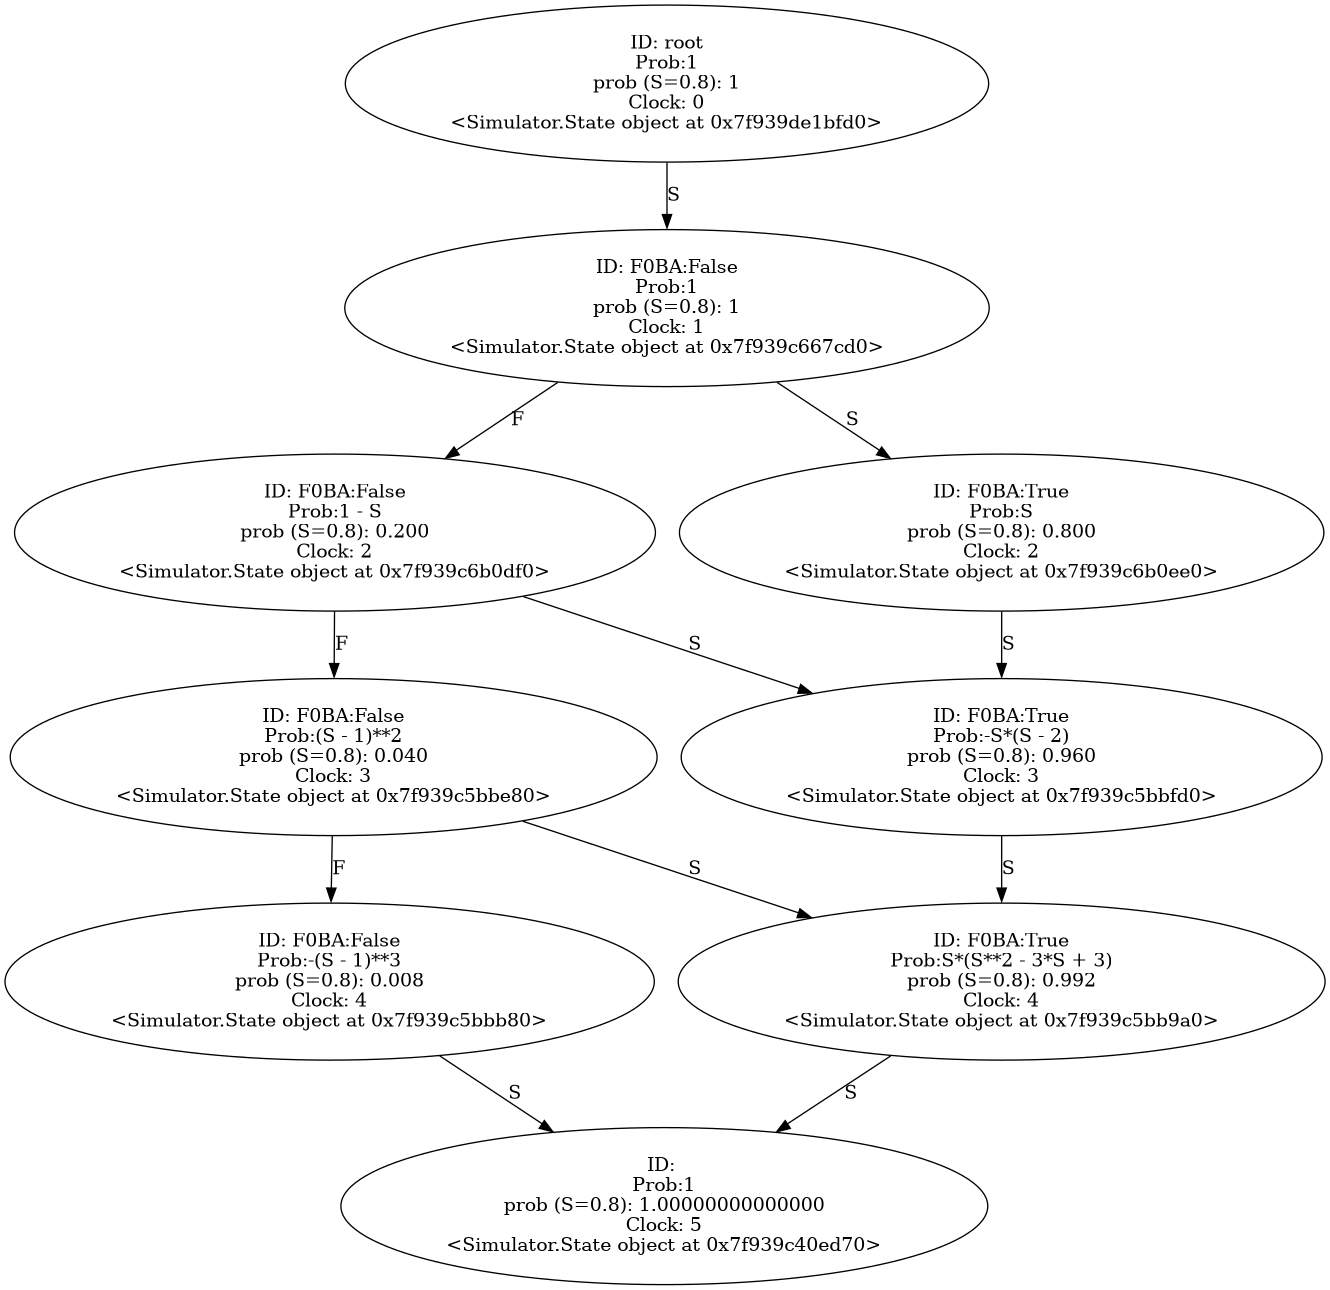 ID: root
Prob:1
prob (S=0.8): 1
Clock: 0
<Simulator.State object at 0x7f939de1bfd0>
S
ID: F0BA:False
Prob:1
prob (S=0.8): 1
Clock: 1
<Simulator.State object at 0x7f939c667cd0>
F
S
ID: F0BA:False
Prob:1 - S
prob (S=0.8): 0.200
Clock: 2
<Simulator.State object at 0x7f939c6b0df0>
ID: F0BA:True
Prob:S
prob (S=0.8): 0.800
Clock: 2
<Simulator.State object at 0x7f939c6b0ee0>
F
S
S
ID: F0BA:False
Prob:(S - 1)**2
prob (S=0.8): 0.040
Clock: 3
<Simulator.State object at 0x7f939c5bbe80>
ID: F0BA:True
Prob:-S*(S - 2)
prob (S=0.8): 0.960
Clock: 3
<Simulator.State object at 0x7f939c5bbfd0>
F
S
S
ID: F0BA:False
Prob:-(S - 1)**3
prob (S=0.8): 0.008
Clock: 4
<Simulator.State object at 0x7f939c5bbb80>
ID: F0BA:True
Prob:S*(S**2 - 3*S + 3)
prob (S=0.8): 0.992
Clock: 4
<Simulator.State object at 0x7f939c5bb9a0>
S
S
ID:
Prob:1
prob (S=0.8): 1.00000000000000
Clock: 5
<Simulator.State object at 0x7f939c40ed70>